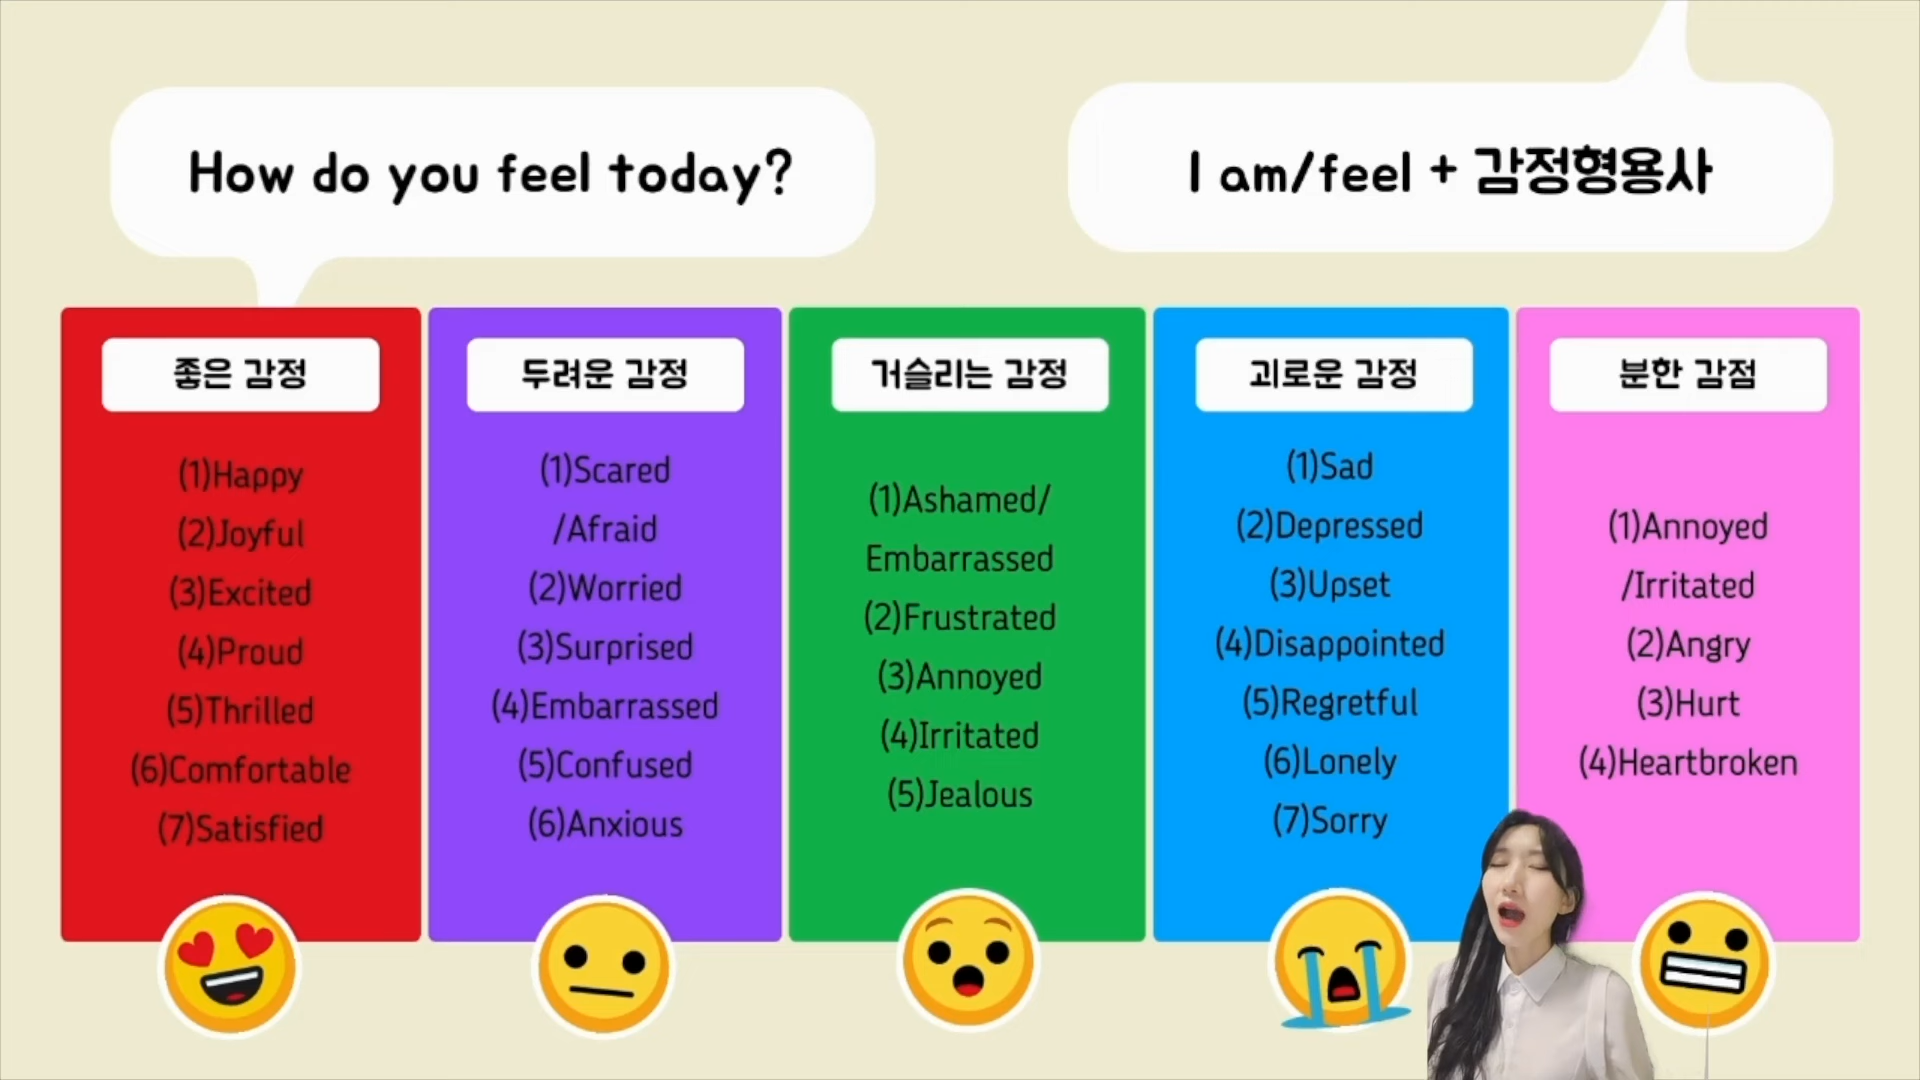 How do you feel today?
I am/feel + 감정형용사
좋은 감정
(1)Happy
(2)Joyful
(3)Excited
(4)Proud
(5)Thrilled
(6)Comfortable
(7)Satisfied
두려운 감정
(1)Scared
/Afraid
(2)Worried
(3)Surprised
(4)Embarrassed
(5)Confused
(6)Anxious
거슬리는 감정
(1)Ashamed/
Embarrassed
(2)Frustrated
(3)Annoyed
(4)Irritated
(5)Jealous
괴로운 감정
(1)Sad
(2)Depressed
(3)Upset
(4)Disappointed
(5)Regretful
(6)Lonely
(7)Sorry
분한 감점
(1)Annoyed
/Irritated
(2)Angry
(3)Hurt
(4)Heartbroken